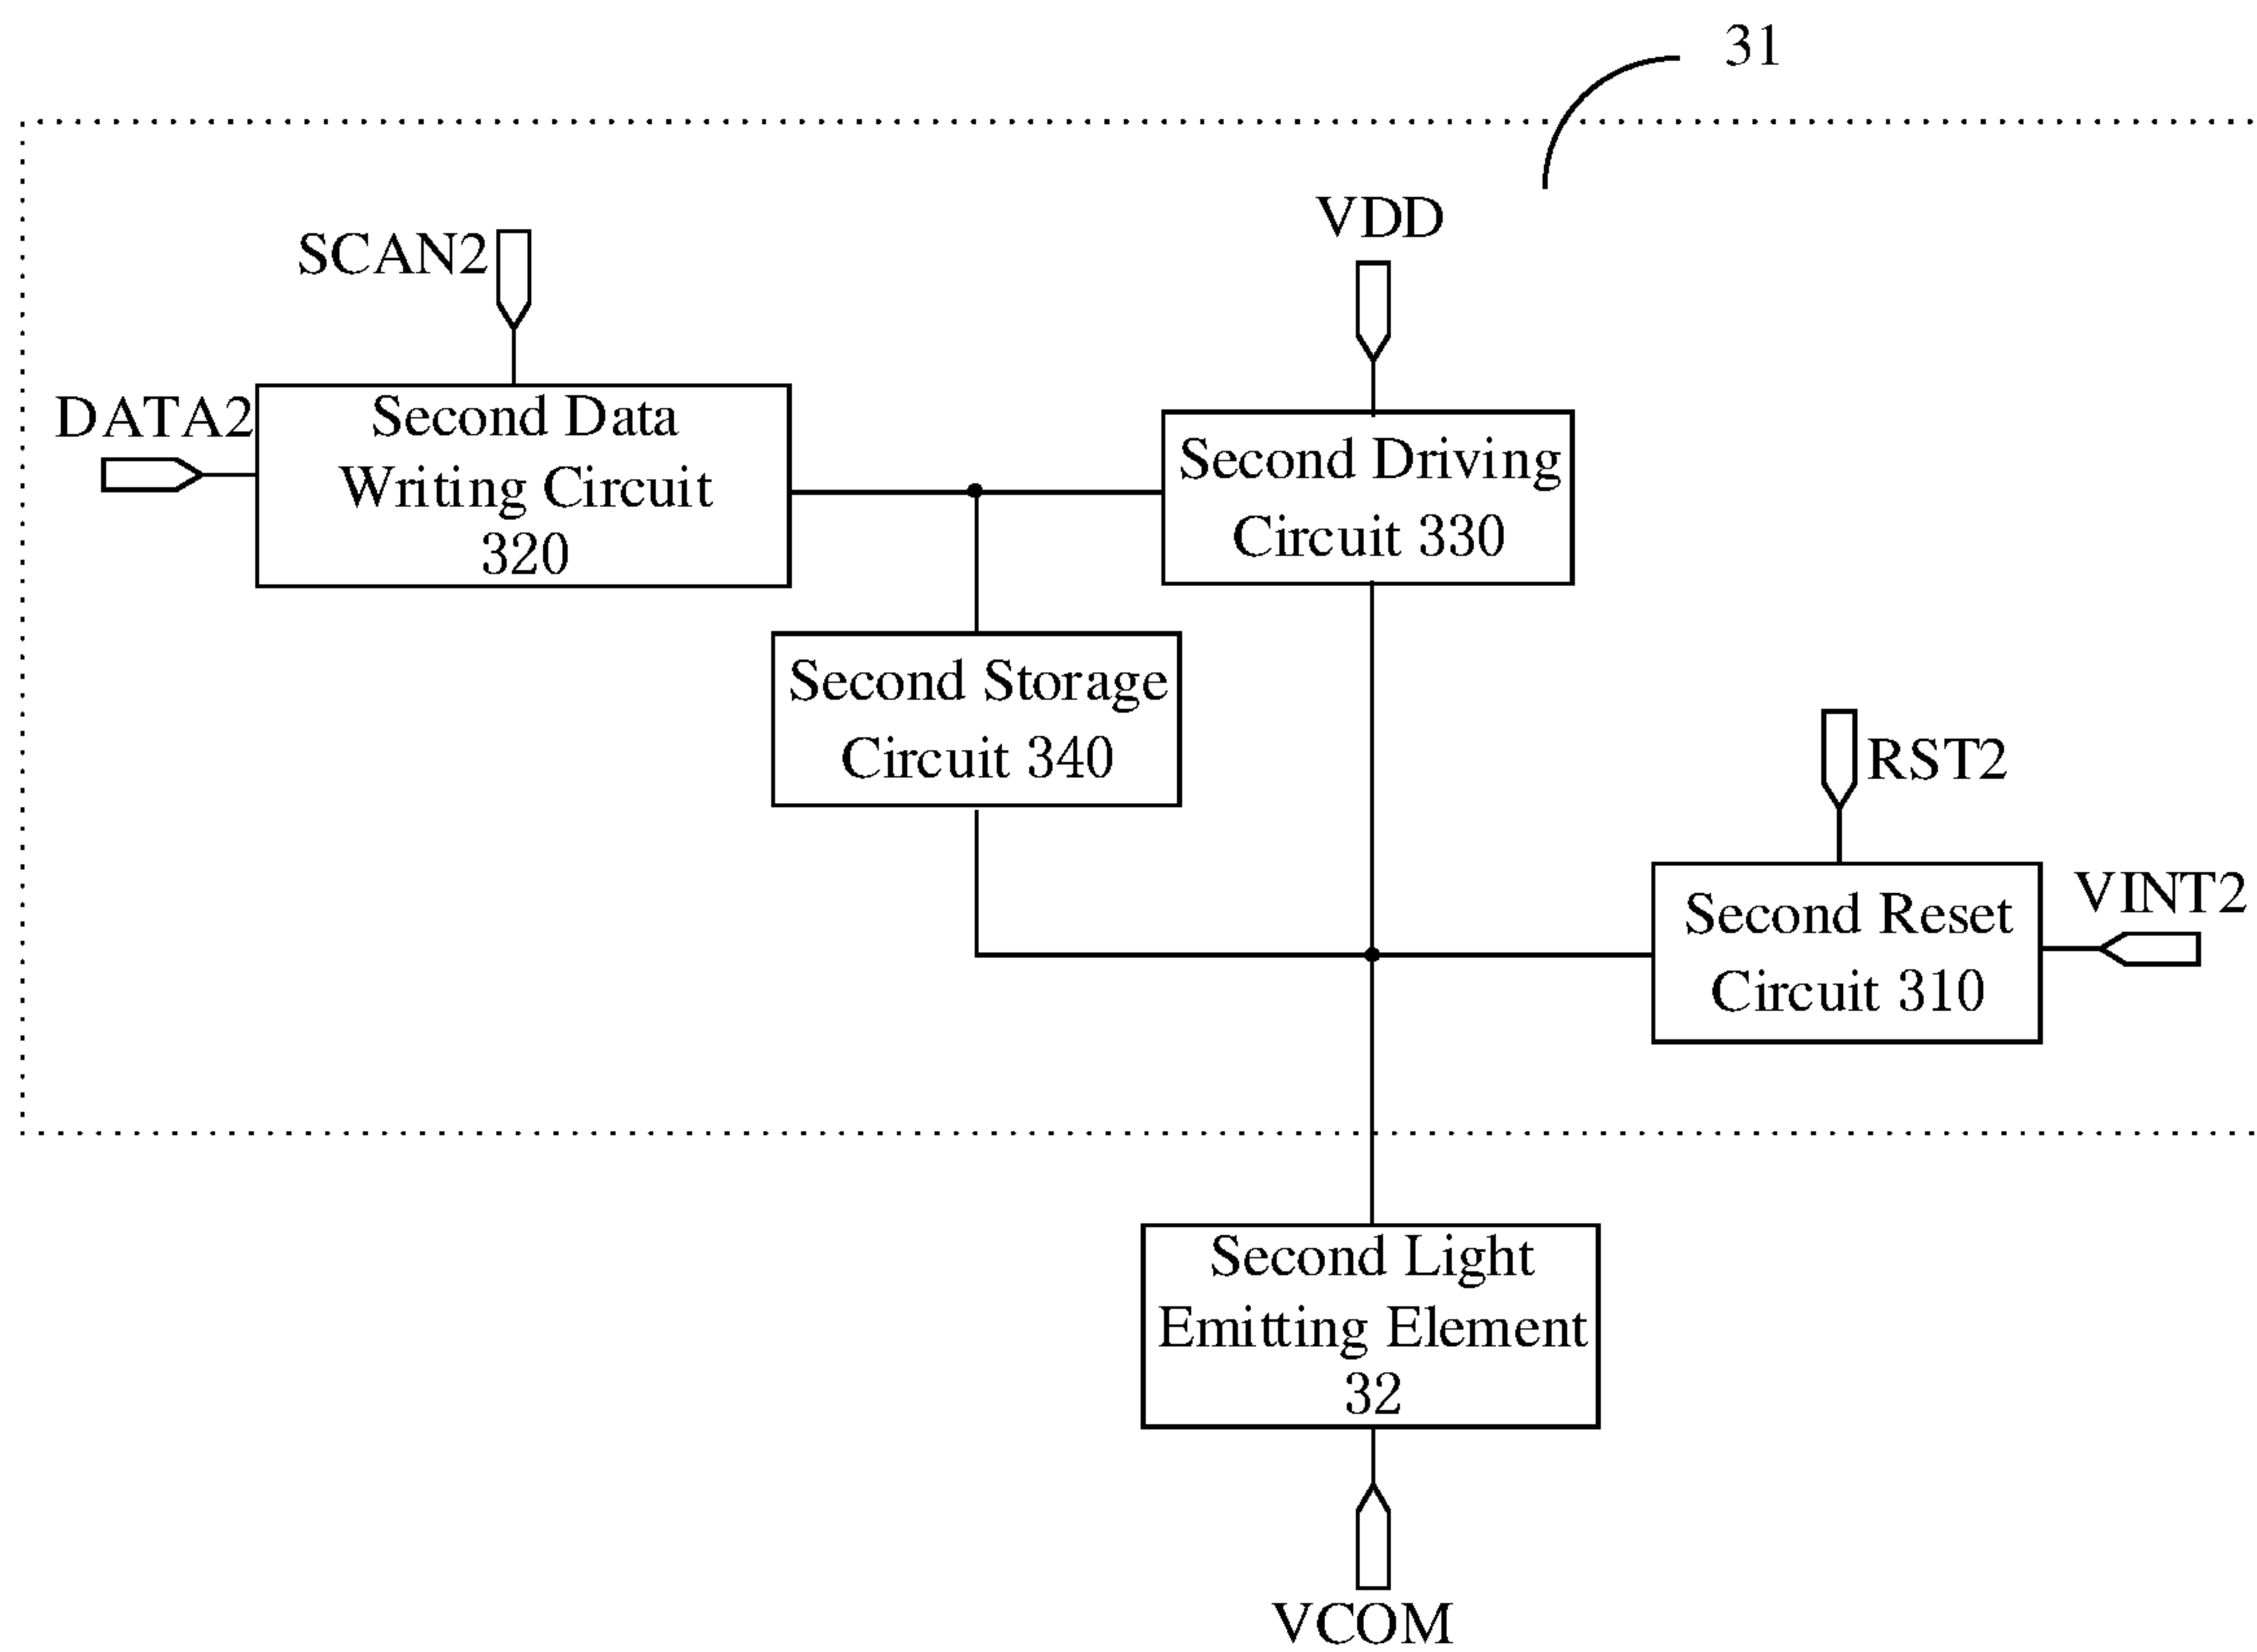 31
VDD
SCAN2
DATA2
Second Data
Writing Circuit
320
Second Driving
Circuit 330
Second Storage
Circuit 340
RST2
VINT2
Second Reset
Circuit 310
Second Light
Emitting Element
32
VCOM